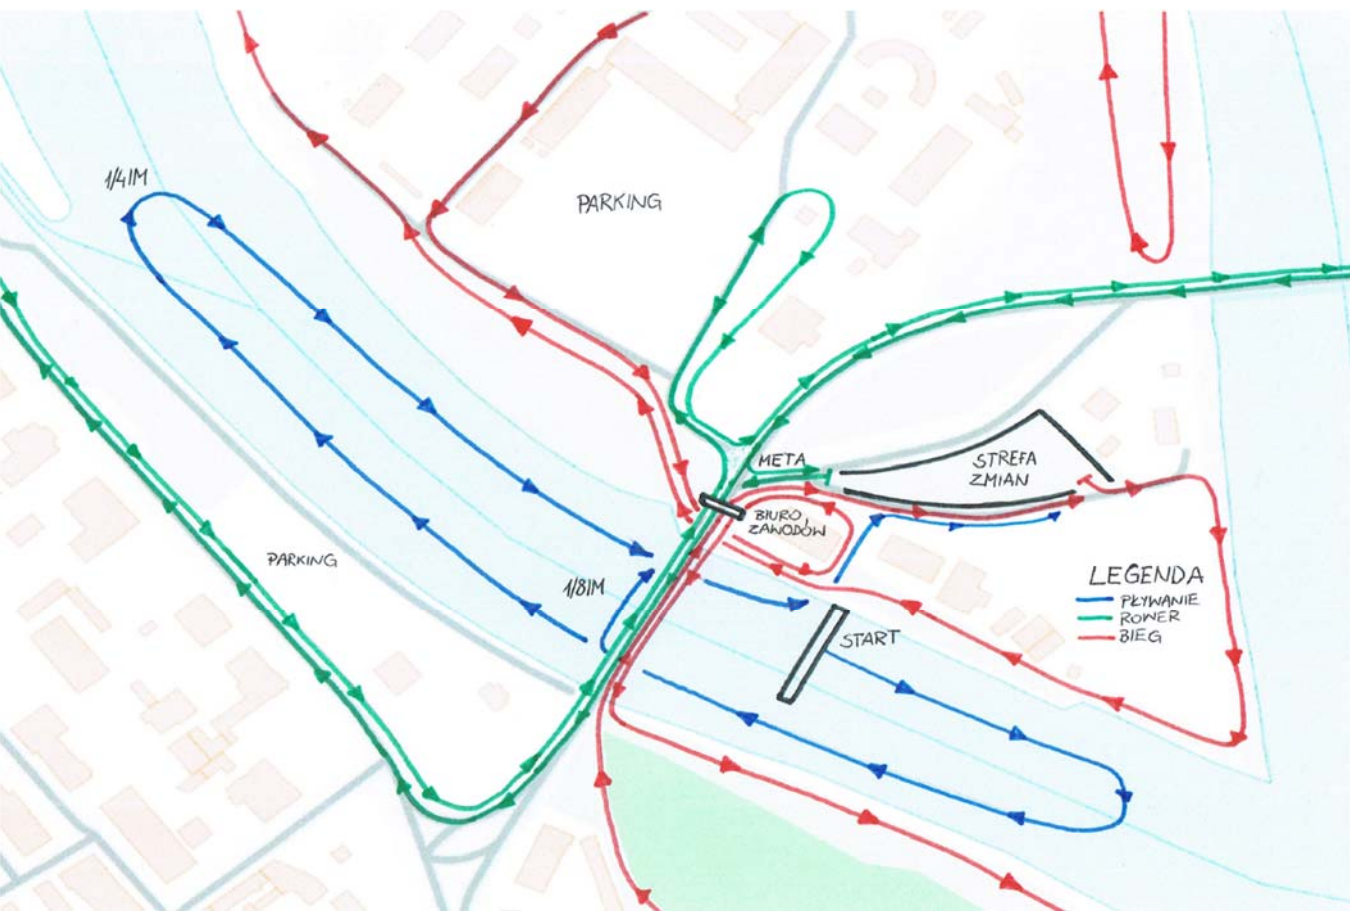 1/4IM
PARKING
META
STREFA
ZMIAN
BIURO
ZAWODÓW
PARKING
1/8IM
START
LEGENDA
PŁYWANIE
ROWER
BIEG